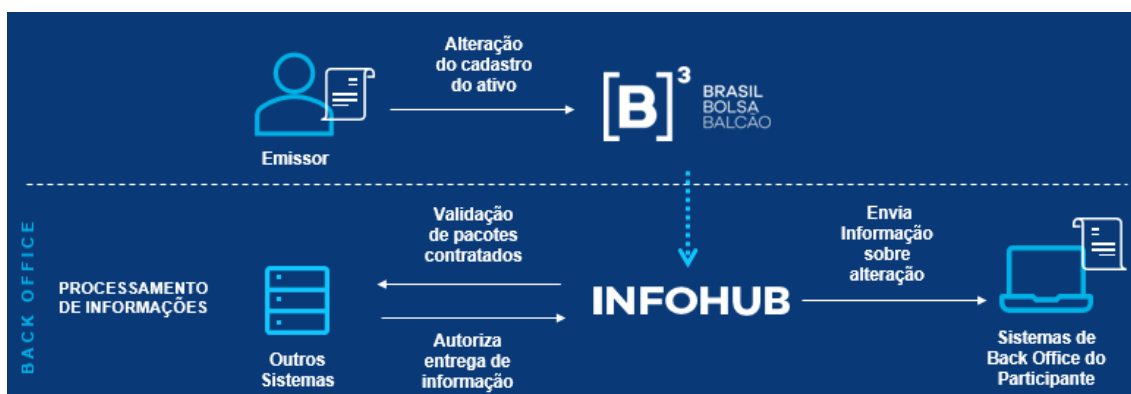 Alteração
do cadastro
do ativo
[B]³
BRASIL
BOLSA
BALCÃO
Emissor
BACK OFFICE
PROCESSAMENTO
DE INFORMAÇÕES
Validação
de pacotes
contratados
Outros
Sistemas
Autoriza
entrega de
informação
INFOHUB
Envia
Informação
sobre
alteração
Sistemas de
Back Office do
Participante